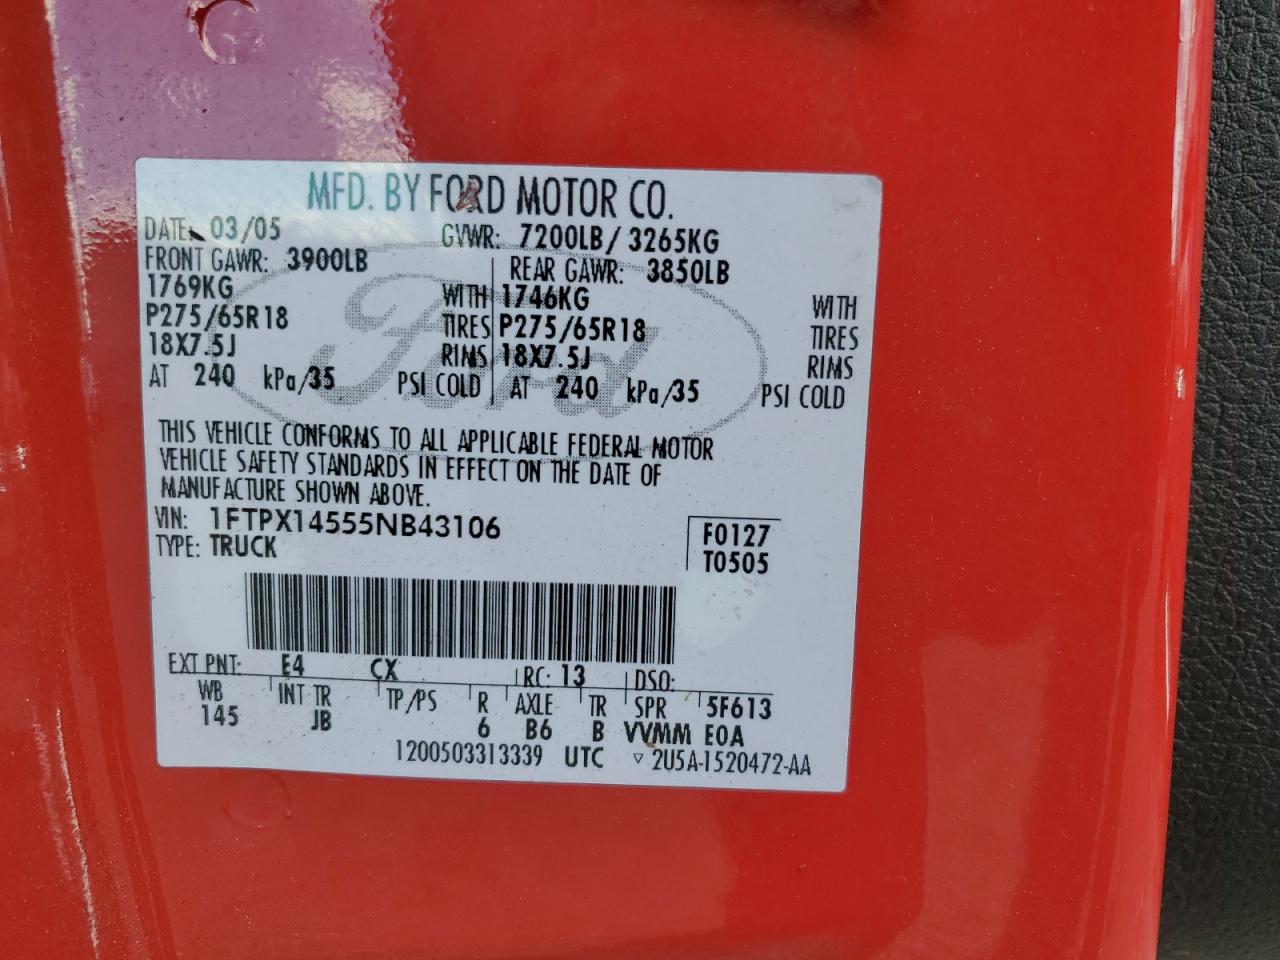 MFD. BY FORD MOTOR CO.
DATE: 03/05 GVWR: 7200LB / 3265KG
FRONT GAWR: 3900LB REAR GAWR: 3850LB
1769KG WITH 1746KG WITH
P275/65R18 TIRES P275/65R18 TIRES
18X7.5J RIMS 18X7.5J RIMS
AT 240 kPa/35 PSI COLD AT 240 kPa/35 PSI COLD
Ford
THIS VEHICLE CONFORMS TO ALL APPLICABLE FEDERAL MOTOR
VEHICLE SAFETY STANDARDS IN EFFECT ON THE DATE OF
MANUFACTURE SHOWN ABOVE.
VIN: 1FTPX14555NB43106 F0127
TYPE: TRUCK T0505
EXT PNT: E4 CX RC: 13 DSO:
WB INT TR TP/PS R AXLE TR SPR 5F613
145 JB 6 B6 B VVMM EOA
1200503313339 UTC ▽ 2U5A-1520472-AA